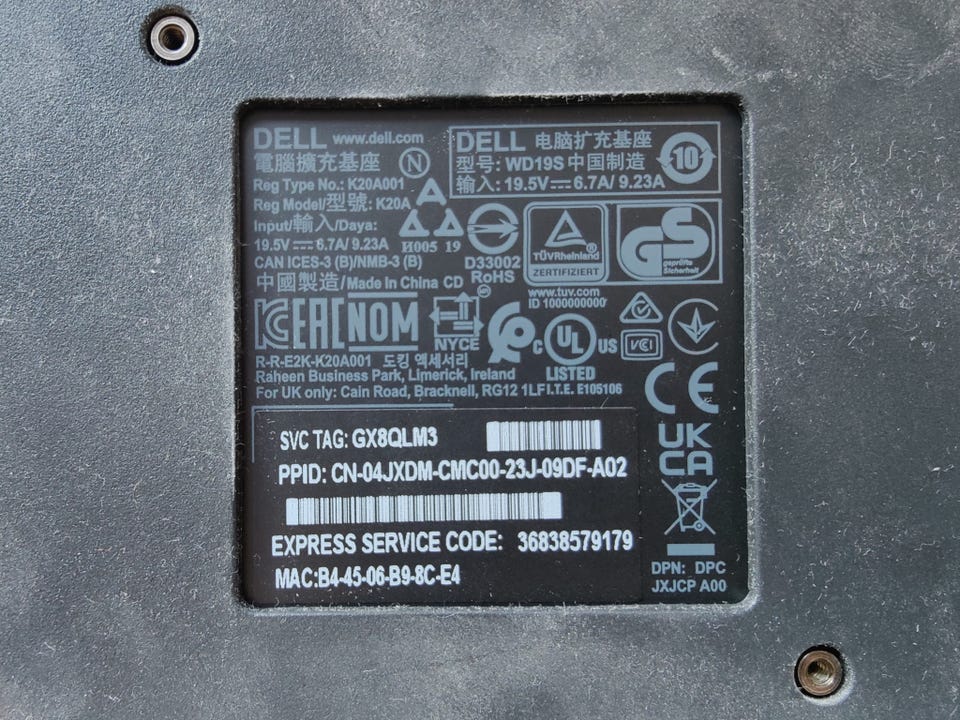 DELL www.dell.com
電腦擴充基座 N
Reg Type No.: K20A001
Reg Model/型號: K20A
Input/輸入/Daya:
19.5V⎓6.7A/ 9.23A
CAN ICES-3 (B)/NMB-3 (B)
中國製造/Made in China CD
DELL 电脑扩充基座
型号: WD19S 中国制造
输入: 19.5V⎓6.7A/ 9.23A
10
И005 19
D33002
RoHS
TÜVRheinland®
ZERTIFIZIERT
GS
geprüfte
Sicherheit
www.tuv.com
ID 1000000000
EAC NOM
NYCE
c UL US
LISTED
I.T.E. E105106
VCI
R-R-E2K-K20A001 도킹 액세서리
Raheen Business Park, Limerick, Ireland
For UK only: Cain Road, Bracknell, RG12 1LF
CE
UK
CA
SVC TAG: GX8QLM3
PPID: CN-04JXDM-CMC00-23J-09DF-A02
EXPRESS SERVICE CODE: 36838579179
MAC:B4-45-06-B9-8C-E4
DPN: DPC
JXJCP A00